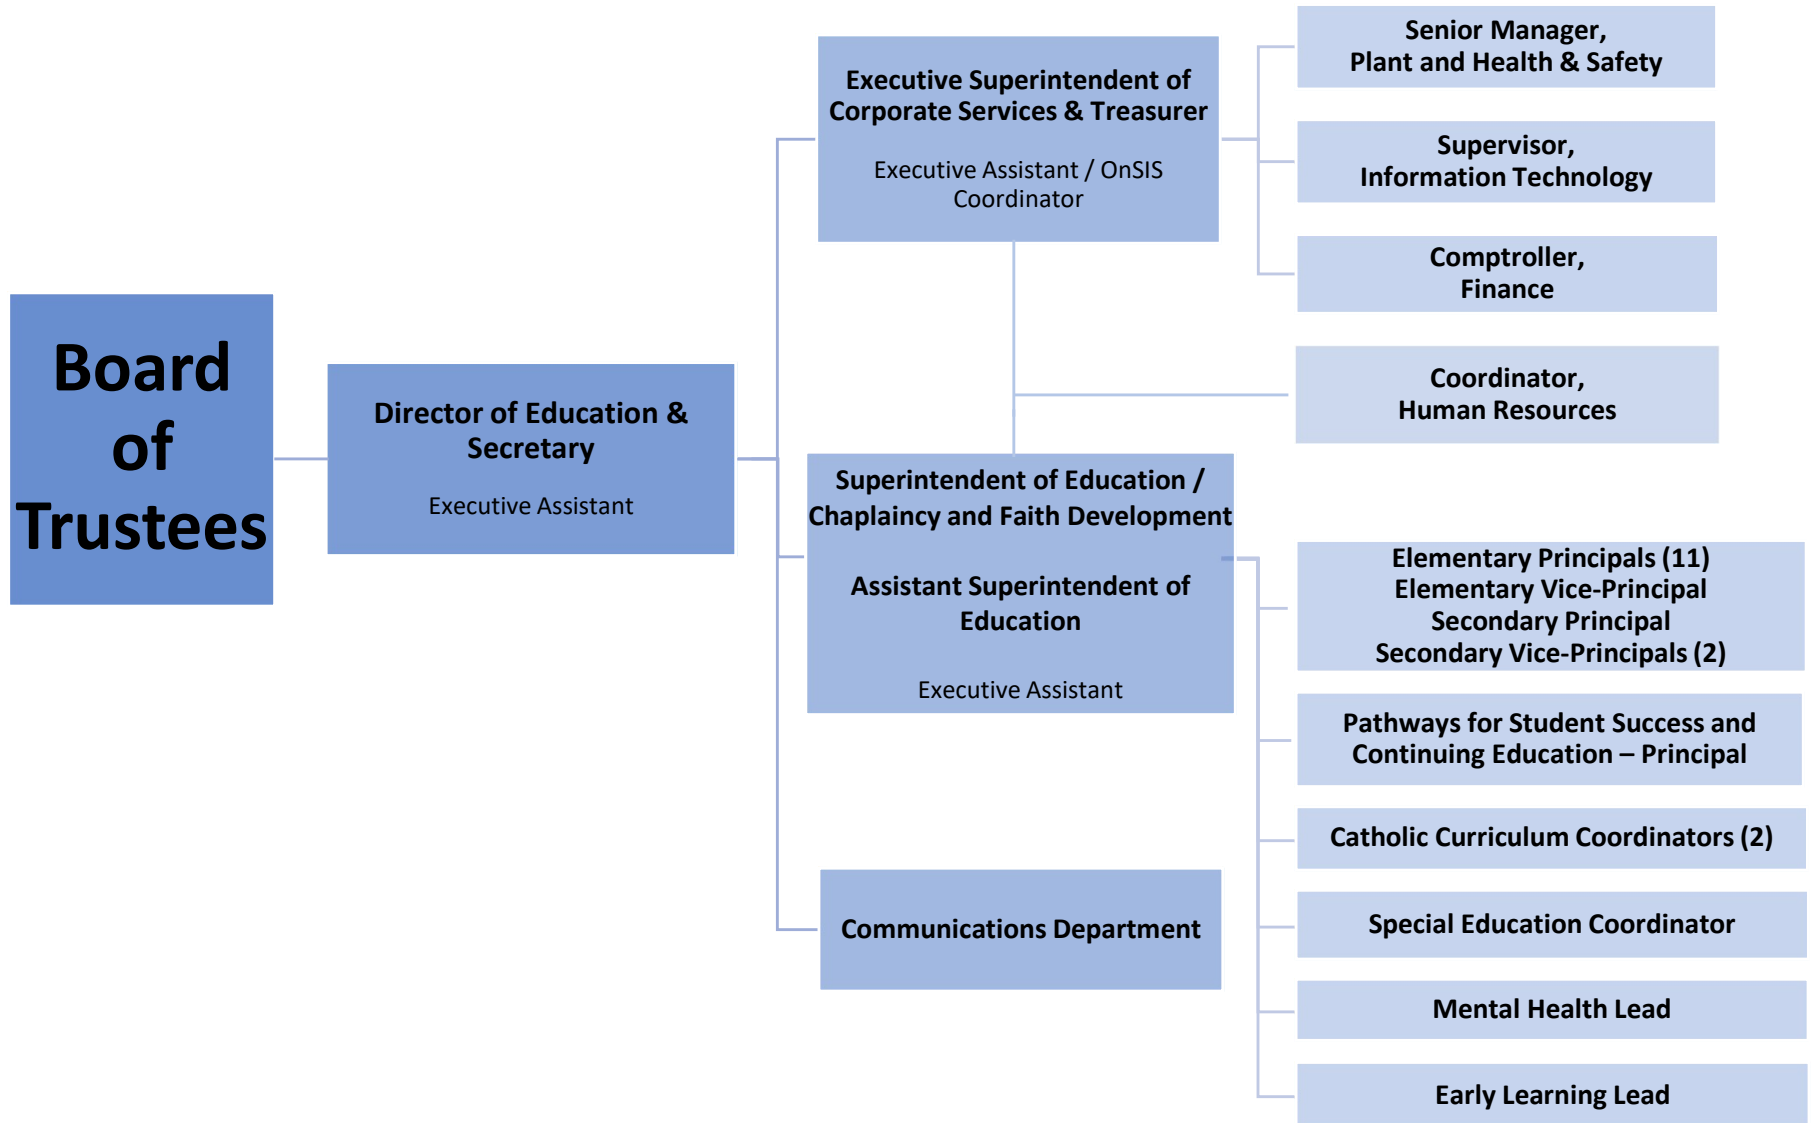 Board
of
Trustees
Director of Education &
Secretary
Executive Assistant
Executive Superintendent of
Corporate Services & Treasurer
Executive Assistant / OnSIS
Coordinator
Superintendent of Education /
Chaplaincy and Faith Development
Assistant Superintendent of
Education
Executive Assistant
Communications Department
Senior Manager,
Plant and Health & Safety
Supervisor,
Information Technology
Comptroller,
Finance
Coordinator,
Human Resources
Elementary Principals (11)
Elementary Vice-Principal
Secondary Principal
Secondary Vice-Principals (2)
Pathways for Student Success and
Continuing Education – Principal
Catholic Curriculum Coordinators (2)
Special Education Coordinator
Mental Health Lead
Early Learning Lead